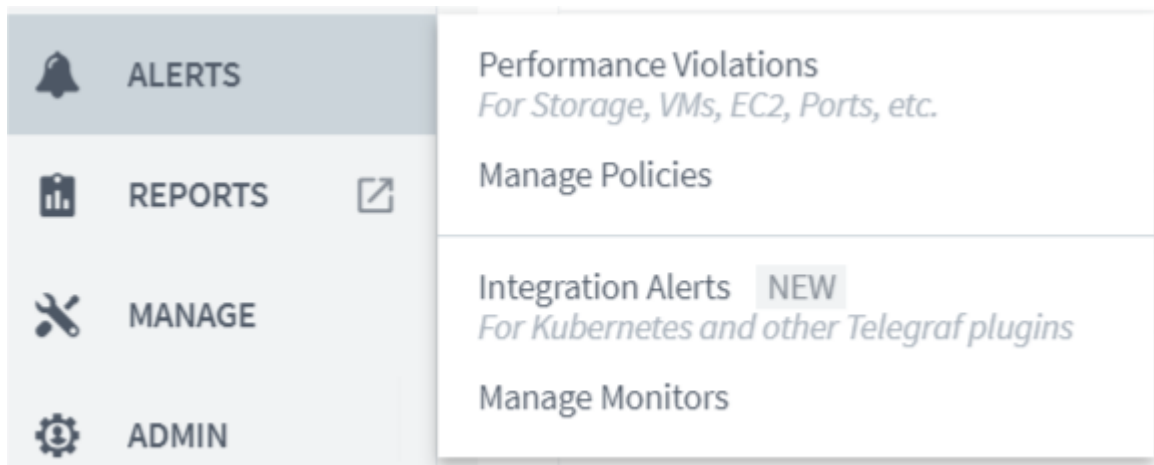 ALERTS
REPORTS
MANAGE
ADMIN
Performance Violations
For Storage, VMs, EC2, Ports, etc.
Manage Policies
Integration Alerts NEW
For Kubernetes and other Telegraf plugins
Manage Monitors